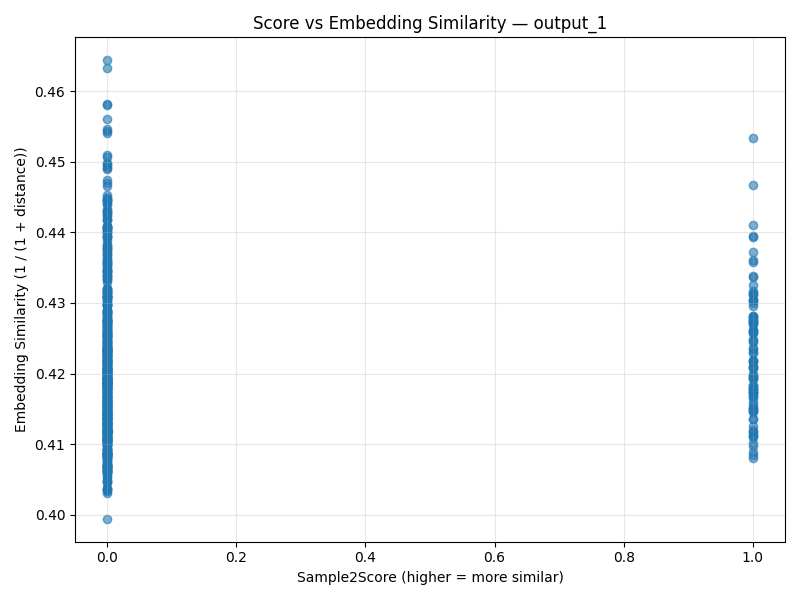 Score vs Embedding Similarity — output_1
Embedding Similarity (1 / (1 + distance))
0.46
0.45
0.44
0.43
0.42
0.41
0.40
0.0 0.2 0.4 0.6 0.8 1.0
Sample2Score (higher = more similar)